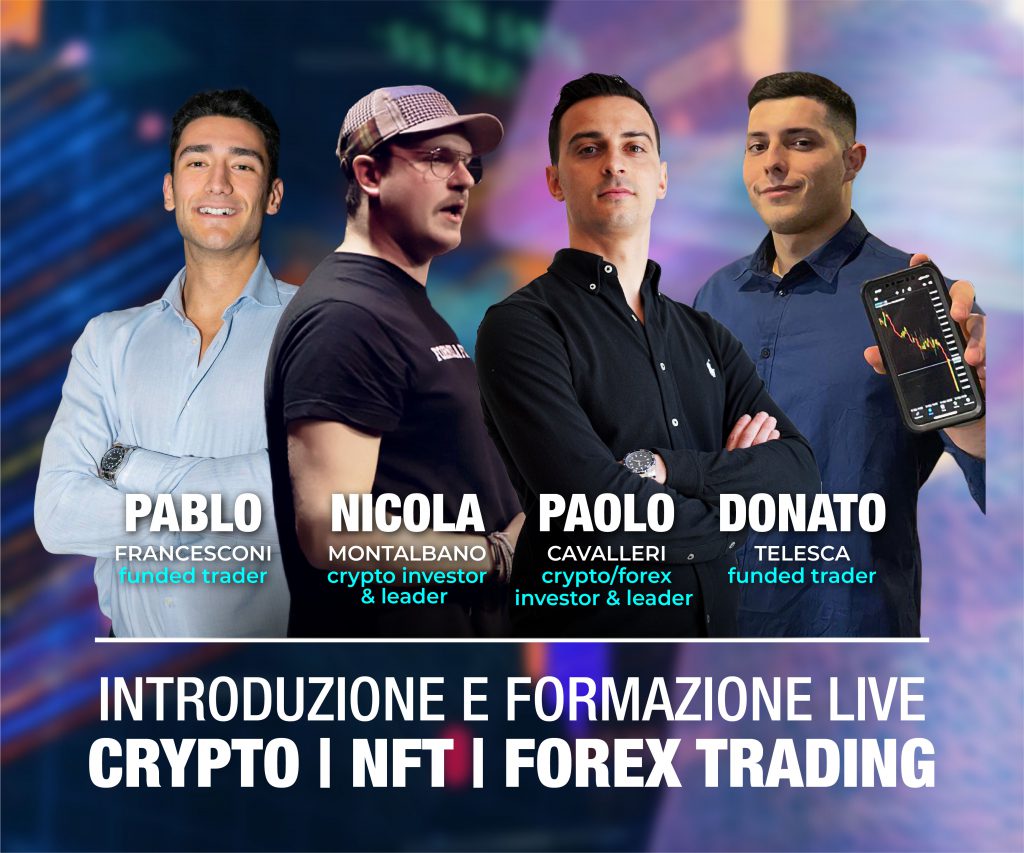 PABLO
FRANCESCONI
funded trader
NICOLA
MONTALBANO
crypto investor
& leader
PAOLO
CAVALLERI
crypto/forex
investor & leader
DONATO
TELESCA
funded trader
INTRODUZIONE E FORMAZIONE LIVE
CRYPTO | NFT | FOREX TRADING